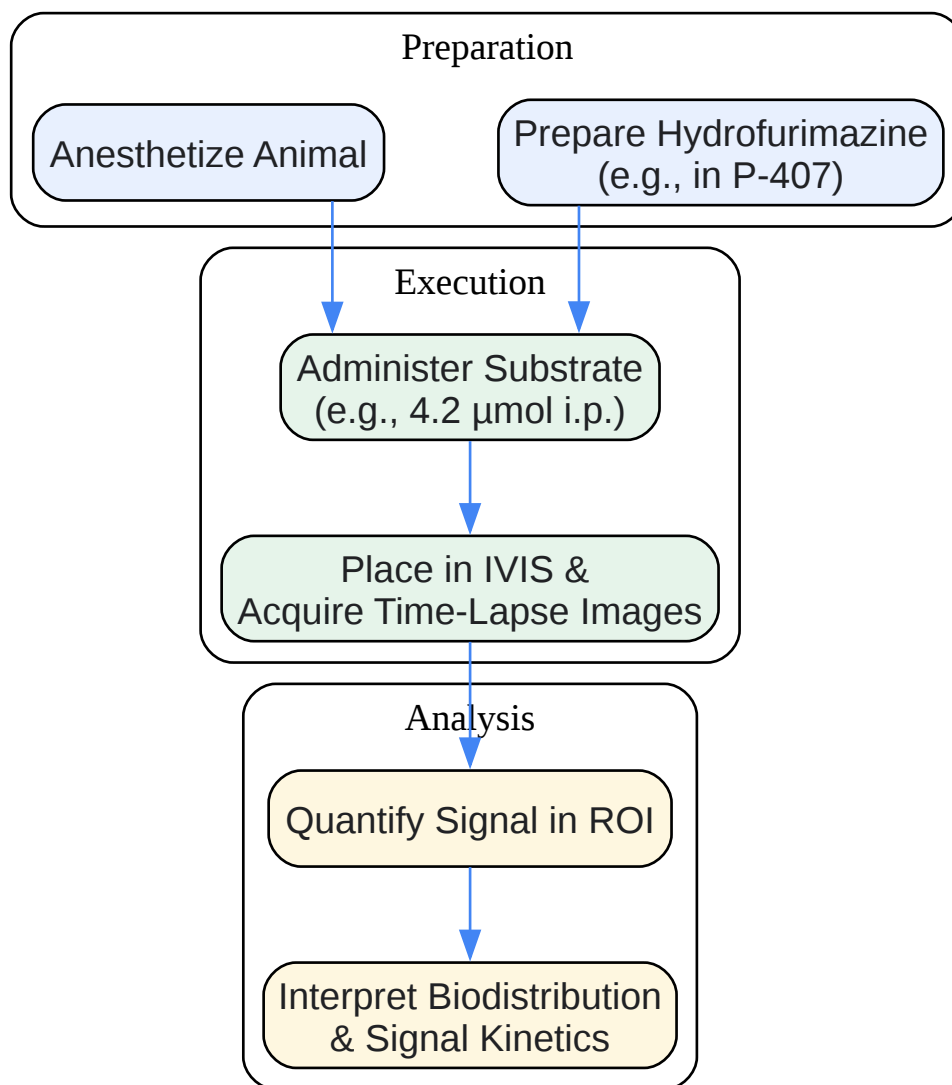 Preparation
Anesthetize Animal
Prepare Hydrofurimazine
(e.g., in P-407)
Execution
Administer Substrate
(e.g., 4.2 µmol i.p.)
Place in IVIS &
Acquire Time-Lapse Images
Analysis
Quantify Signal in ROI
Interpret Biodistribution
& Signal Kinetics